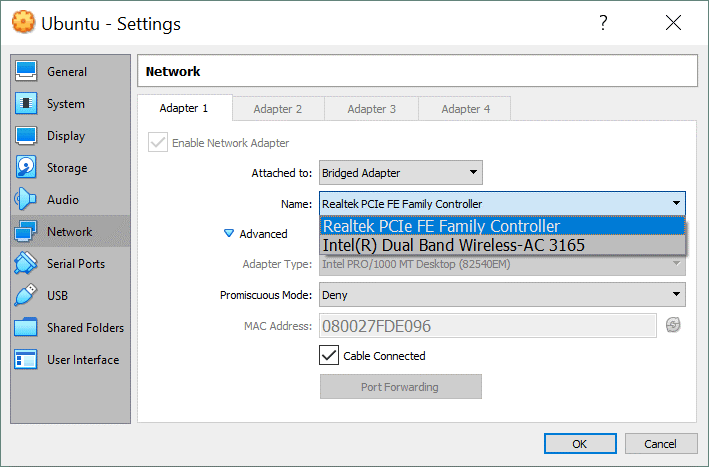 Ubuntu - Settings
?
General
System
Display
Storage
Audio
Network
Serial Ports
USB
Shared Folders
User Interface
Network
Adapter 1
Adapter 2
Adapter 3
Adapter 4
Enable Network Adapter
Attached to: Bridged Adapter
Name: Realtek PCIe FE Family Controller
Realtek PCIe FE Family Controller
Intel(R) Dual Band Wireless-AC 3165
Advanced
Adapter Type: Intel PRO/1000 MT Desktop (82540EM)
Promiscuous Mode: Deny
MAC Address: 080027FDE096
Cable Connected
Port Forwarding
OK
Cancel